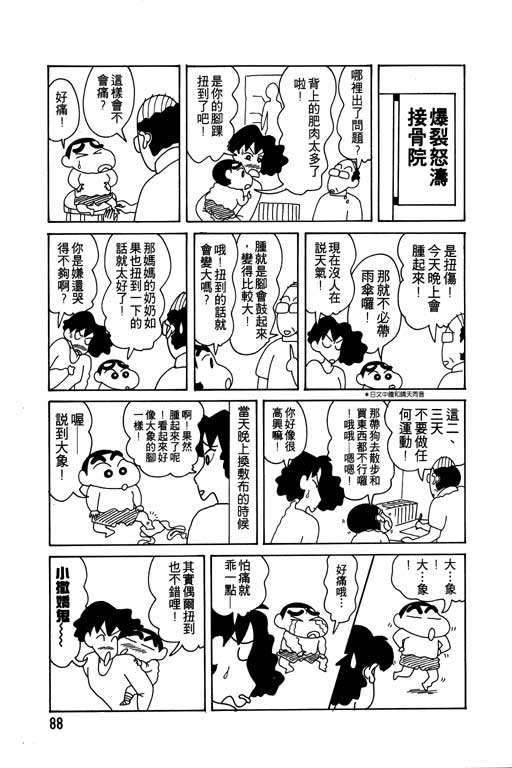 爆裂怒濤
接骨院
哪裡出了問題?
背上的肥肉太多了
啦!
是你的腳踝
扭到了吧!
這樣會不
會痛?
好痛!
是扭傷!
今天晚上會
腫起來!
那就不必帶
雨傘囉!
現在沒人在
說天氣!
*日文中腫和晴天同音
腫就是腳會鼓起來
,變得比較大!
哦!扭到的話就
會變大嗎?
那媽媽的奶奶如
果也扭到一下的
話就太好了!
你是嫌還哭
得不夠啊?
這二、
三天
不要做任
何運動!
那帶狗去散步和
買東西都不行囉
!哦⋯嗯嗯!
你好像很
高興嘛!
當天晚上換敷布的時候
啊!果然
腫起來了呢
!看起來好
像大象的腳
一樣!
喔—
說到大象!
大⋯象
!
大⋯象
!
好痛哦⋯
怕痛就
乖一點—
其實偶爾扭到
也不錯哩!
小撒嬌鬼~~
88